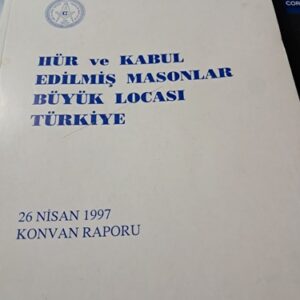 HÜR ve KABUL
EDİLMİŞ MASONLAR
BÜYÜK LOCASI
TÜRKİYE
26 NİSAN 1997
KONVAN RAPORU